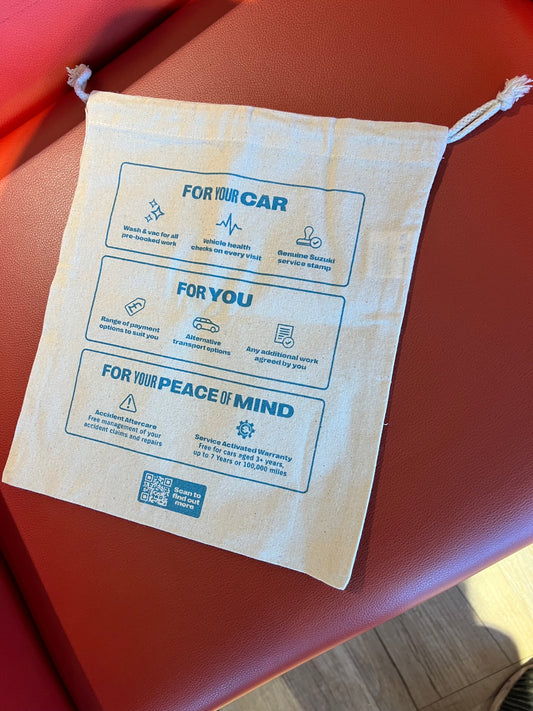 FOR YOUR CAR
Wash & vac for all
pre-booked work
Vehicle health
checks on every visit
Genuine Suzuki
service stamp
FOR YOU
Range of payment
options to suit you
Alternative
transport options
Any additional work
agreed by you
FOR YOUR PEACE OF MIND
Accident Aftercare
Free management of your
accident claims and repairs
Service Activated Warranty
Free for cars aged 3+ years,
up to 7 Years or 100,000 miles
Scan to
find out
more